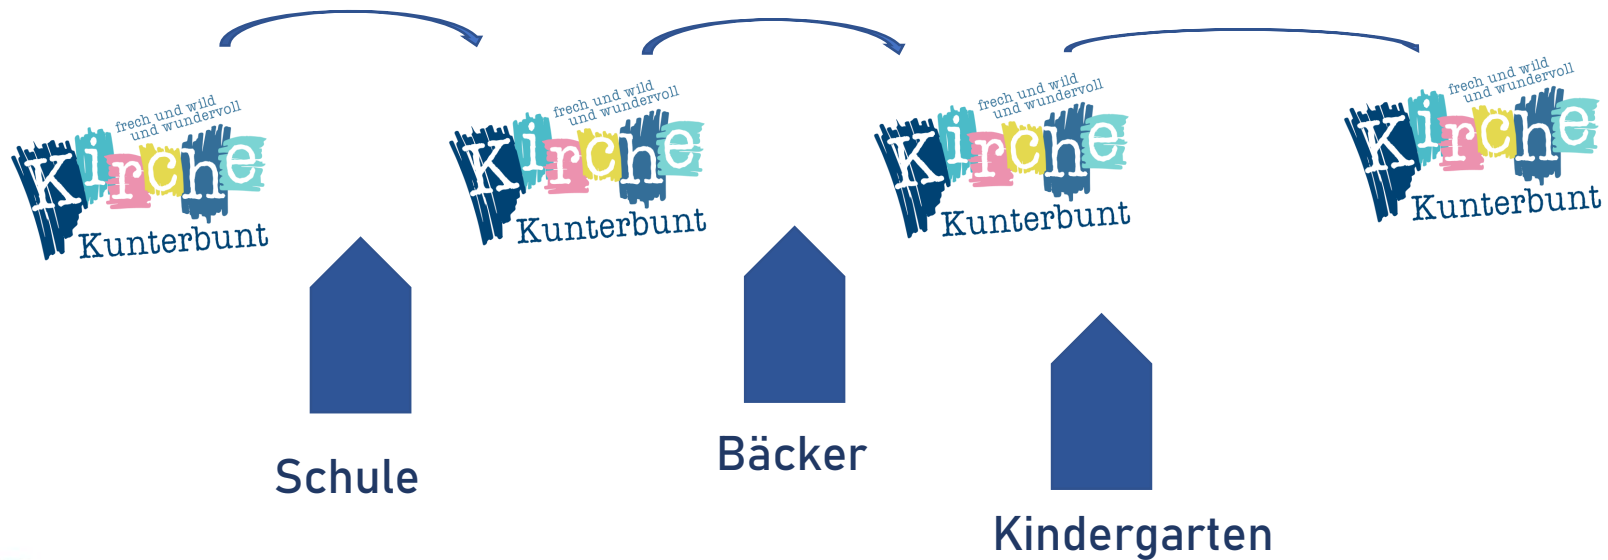 frech und wild
und wundervoll
Kirche
Kunterbunt
frech und wild
und wundervoll
Kirche
Kunterbunt
frech und wild
und wundervoll
Kirche
Kunterbunt
frech und wild
und wundervoll
Kirche
Kunterbunt
Schule
Bäcker
Kindergarten